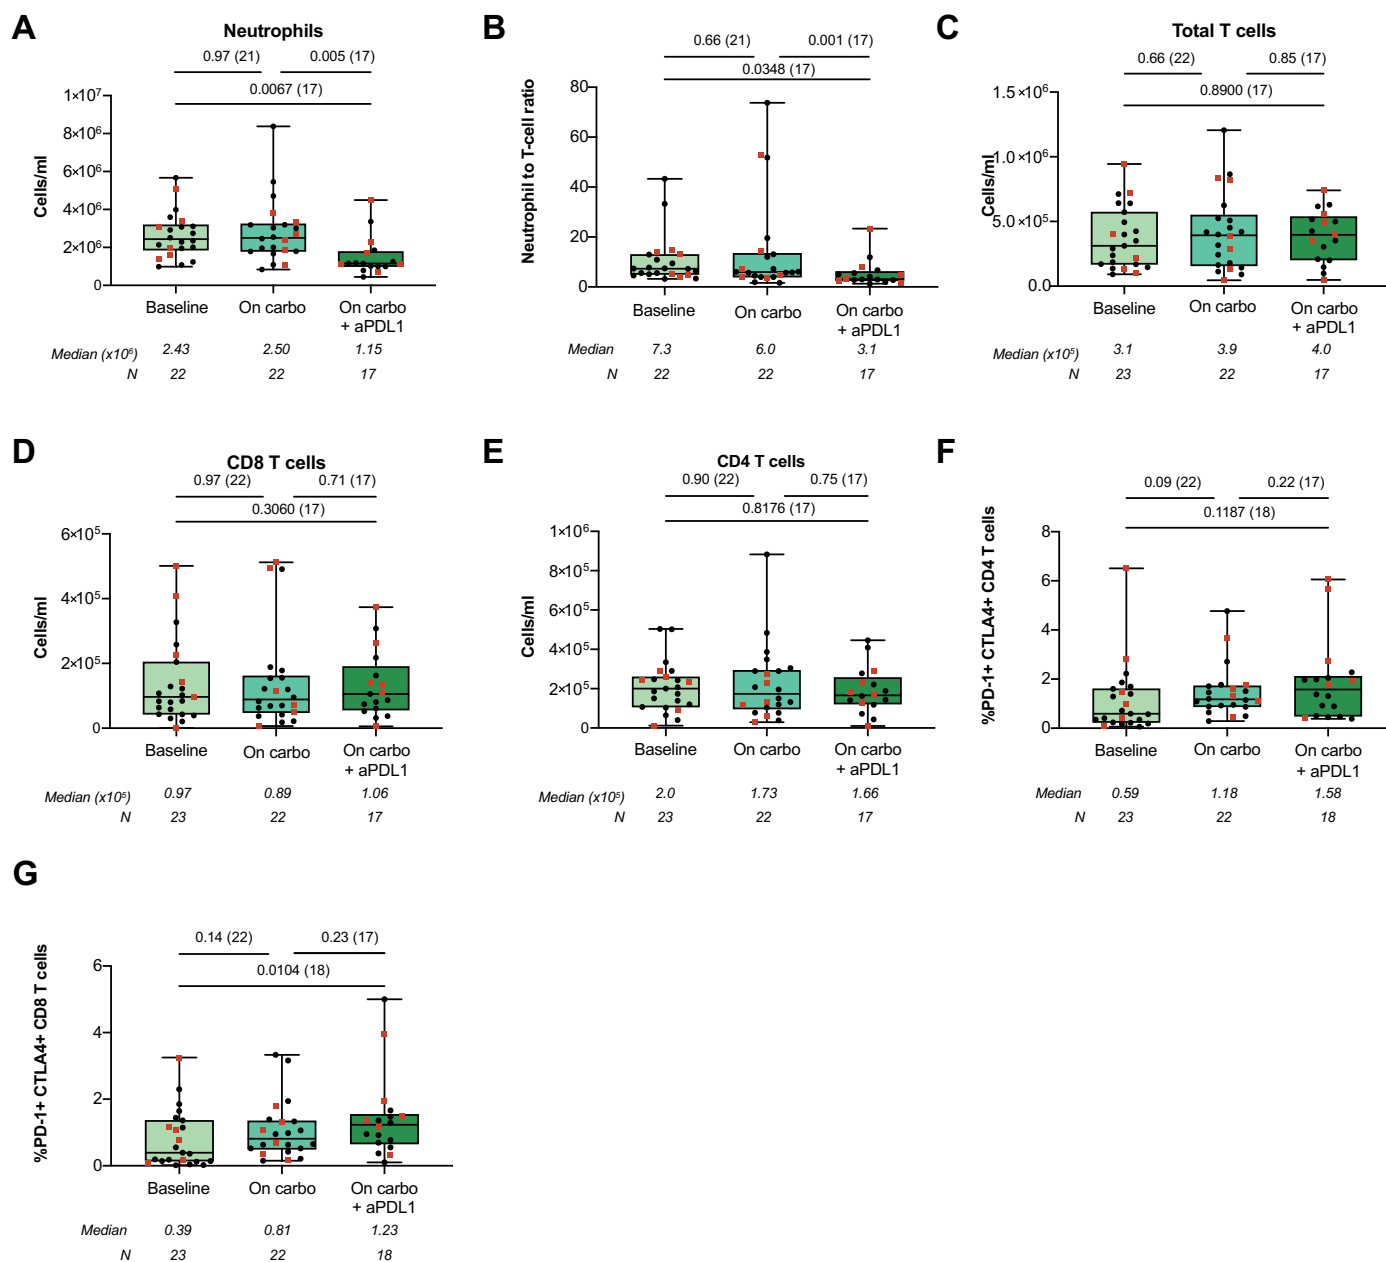 A
Neutrophils
0.97 (21)
0.005 (17)
0.0067 (17)
Cells/ml
1×10⁷
8×10⁶
6×10⁶
4×10⁶
2×10⁶
0
Baseline
On carbo
On carbo
+ aPDL1
Median (x10⁶)
2.43
2.50
1.15
N
22
22
17
B
0.66 (21)
0.001 (17)
0.0348 (17)
Neutrophil to T-cell ratio
80
60
40
20
0
Baseline
On carbo
On carbo
+ aPDL1
Median
7.3
6.0
3.1
N
22
22
17
C
Total T cells
0.66 (22)
0.85 (17)
0.8900 (17)
Cells/ml
1.5×10⁶
1.0×10⁶
5.0×10⁵
0.0
Baseline
On carbo
On carbo
+ aPDL1
Median (x10⁵)
3.1
3.9
4.0
N
23
22
17
D
CD8 T cells
0.97 (22)
0.71 (17)
0.3060 (17)
Cells/ml
6×10⁵
4×10⁵
2×10⁵
0
Baseline
On carbo
On carbo
+ aPDL1
Median (x10⁵)
0.97
0.89
1.06
N
23
22
17
E
CD4 T cells
0.90 (22)
0.75 (17)
0.8176 (17)
Cells/ml
1×10⁶
8×10⁵
6×10⁵
4×10⁵
2×10⁵
0
Baseline
On carbo
On carbo
+ aPDL1
Median (x10⁵)
2.0
1.73
1.66
N
23
22
17
F
0.09 (22)
0.22 (17)
0.1187 (18)
%PD-1+ CTLA4+ CD4 T cells
8
6
4
2
0
Baseline
On carbo
On carbo
+ aPDL1
Median
0.59
1.18
1.58
N
23
22
18
G
0.14 (22)
0.23 (17)
0.0104 (18)
%PD-1+ CTLA4+ CD8 T cells
6
4
2
0
Baseline
On carbo
On carbo
+ aPDL1
Median
0.39
0.81
1.23
N
23
22
18